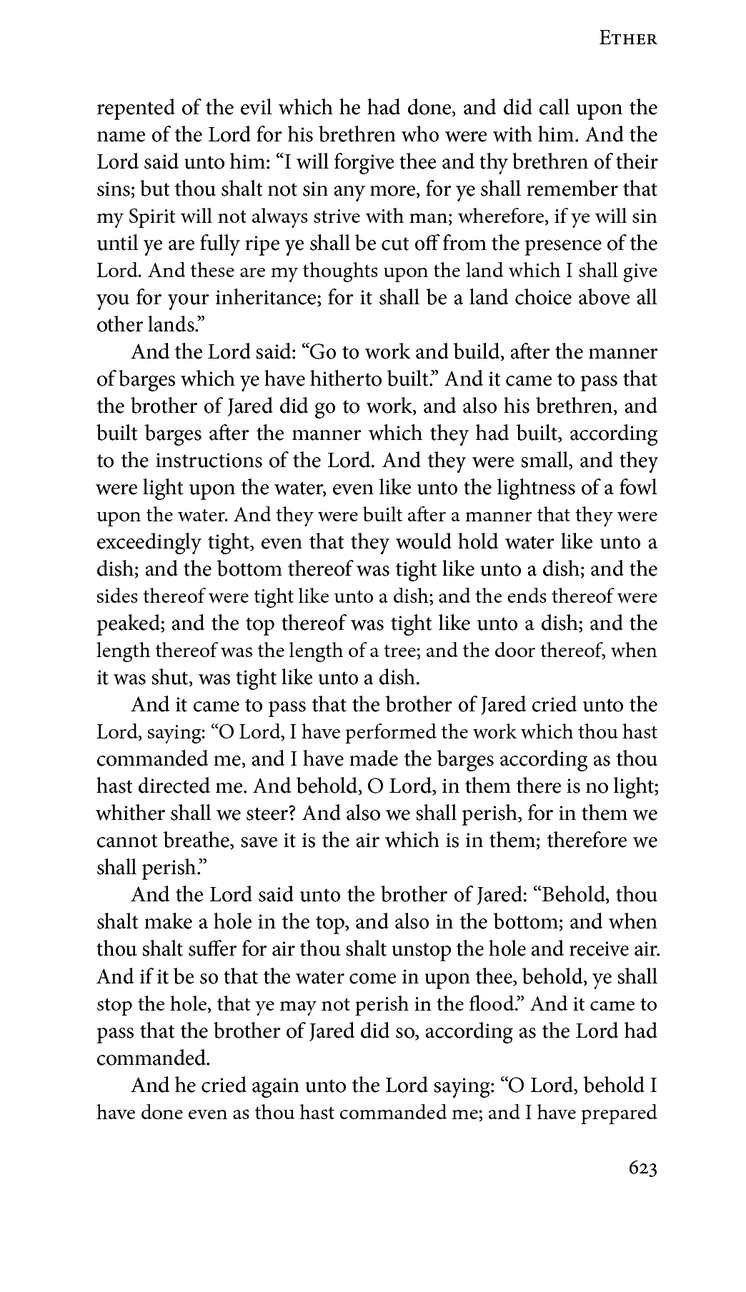 Ether
repented of the evil which he had done, and did call upon the
name of the Lord for his brethren who were with him. And the
Lord said unto him: “I will forgive thee and thy brethren of their
sins; but thou shalt not sin any more, for ye shall remember that
my Spirit will not always strive with man; wherefore, if ye will sin
until ye are fully ripe ye shall be cut off from the presence of the
Lord. And these are my thoughts upon the land which I shall give
you for your inheritance; for it shall be a land choice above all
other lands.”
And the Lord said: “Go to work and build, after the manner
of barges which ye have hitherto built.” And it came to pass that
the brother of Jared did go to work, and also his brethren, and
built barges after the manner which they had built, according
to the instructions of the Lord. And they were small, and they
were light upon the water, even like unto the lightness of a fowl
upon the water. And they were built after a manner that they were
exceedingly tight, even that they would hold water like unto a
dish; and the bottom thereof was tight like unto a dish; and the
sides thereof were tight like unto a dish; and the ends thereof were
peaked; and the top thereof was tight like unto a dish; and the
length thereof was the length of a tree; and the door thereof, when
it was shut, was tight like unto a dish.
And it came to pass that the brother of Jared cried unto the
Lord, saying: “O Lord, I have performed the work which thou hast
commanded me, and I have made the barges according as thou
hast directed me. And behold, O Lord, in them there is no light;
whither shall we steer? And also we shall perish, for in them we
cannot breathe, save it is the air which is in them; therefore we
shall perish.”
And the Lord said unto the brother of Jared: “Behold, thou
shalt make a hole in the top, and also in the bottom; and when
thou shalt suffer for air thou shalt unstop the hole and receive air.
And if it be so that the water come in upon thee, behold, ye shall
stop the hole, that ye may not perish in the flood.” And it came to
pass that the brother of Jared did so, according as the Lord had
commanded.
And he cried again unto the Lord saying: “O Lord, behold I
have done even as thou hast commanded me; and I have prepared
623